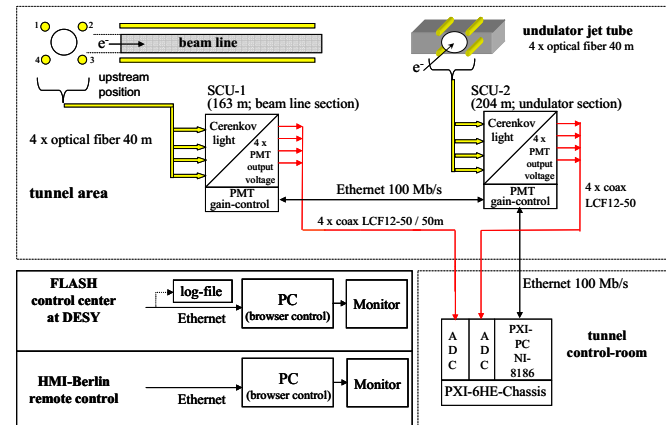 1
2
4
3
e-
beam line
upstream
position
4 x optical fiber 40 m
tunnel area
undulator jet tube
4 x optical fiber 40 m
e-
SCU-1
(163 m; beam line section)
Cerenkov
light
4 x
PMT
output
voltage
PMT
gain-control
SCU-2
(204 m; undulator section)
Cerenkov
light
4 x
PMT
output
voltage
PMT
gain-control
Ethernet 100 Mb/s
4 x coax LCF12-50 / 50m
4 x coax
LCF12-50
Ethernet 100 Mb/s
FLASH
control center
at DESY
log-file
Ethernet
PC
(browser control)
Monitor
HMI-Berlin
remote control
Ethernet
PC
(browser control)
Monitor
A
D
C
A
D
C
PXI-
PC
NI-
8186
PXI-6HE-Chassis
tunnel
control-room